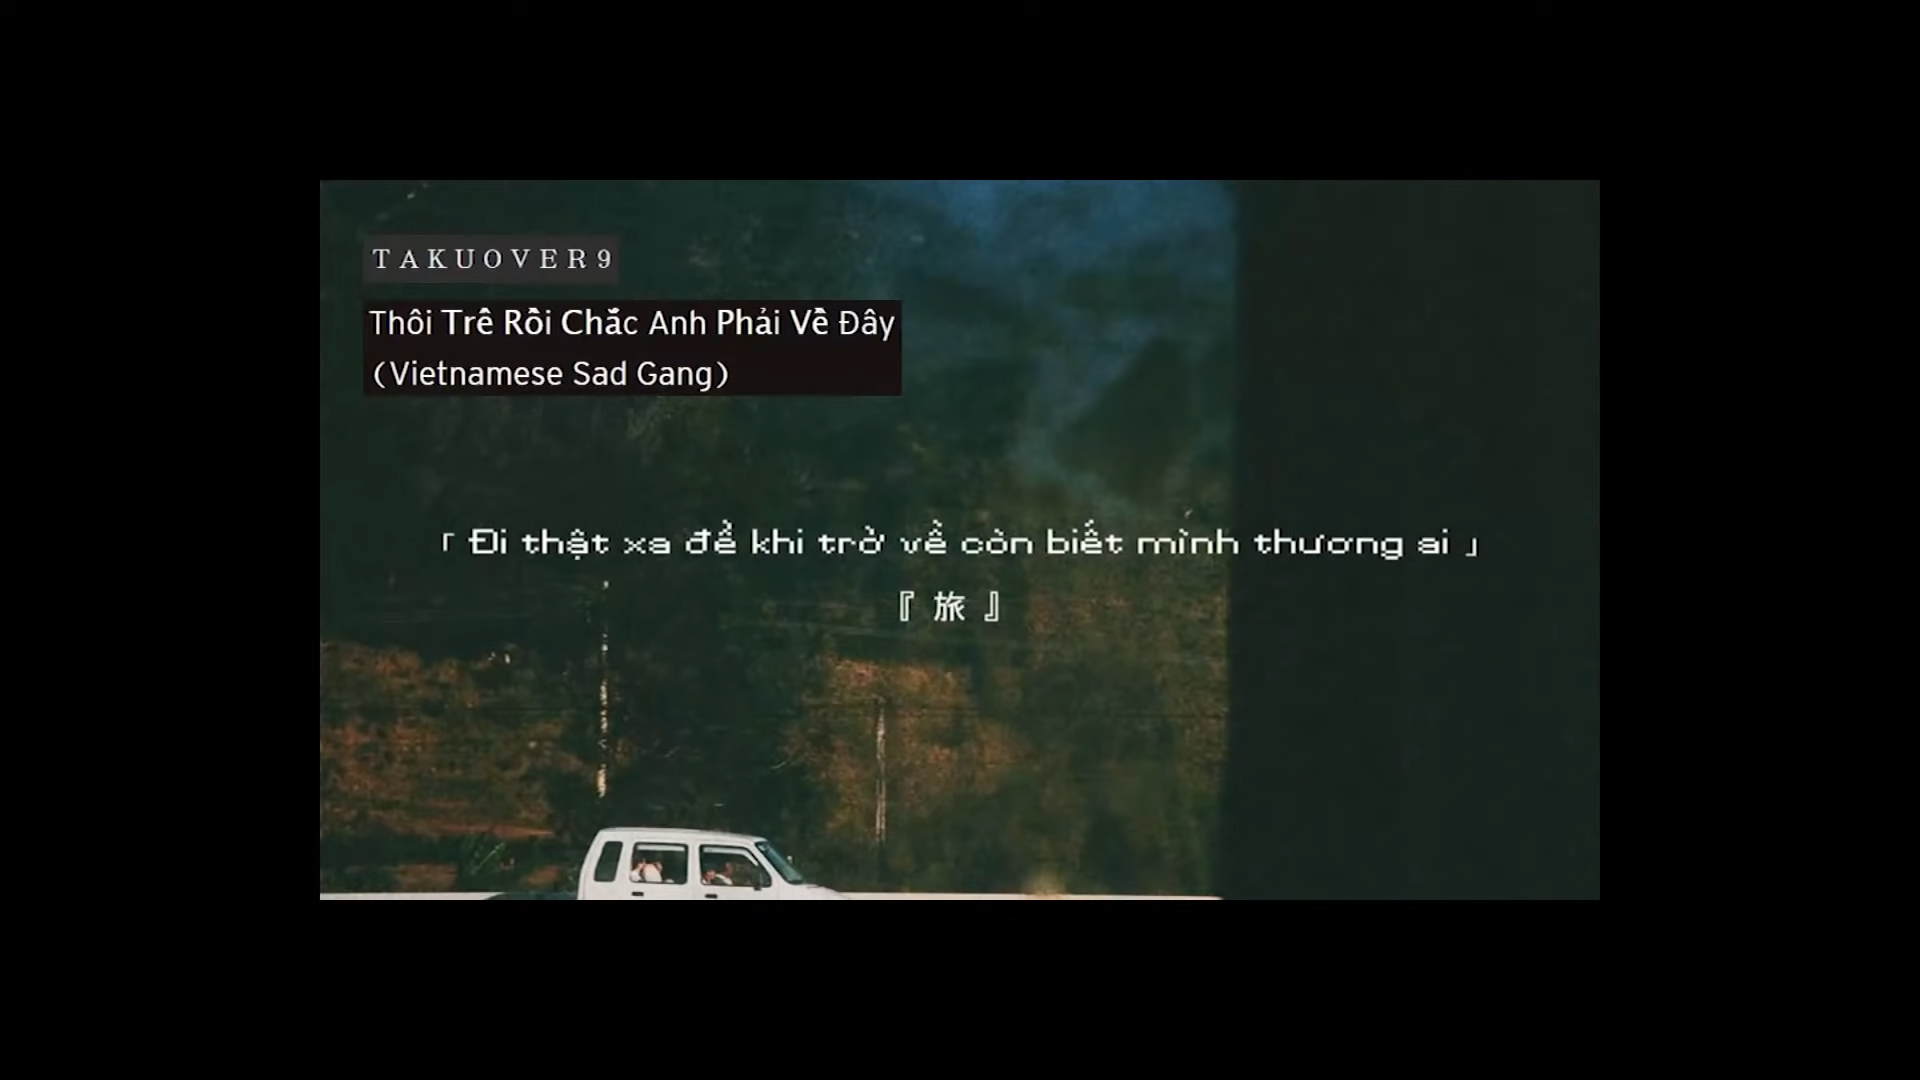 TAKUOVER9
Thôi Trễ Rồi Chắc Anh Phải Về Đây
(Vietnamese Sad Gang)
「 Đi thật xa để khi trở về còn biết mình thương ai 」
『 旅 』